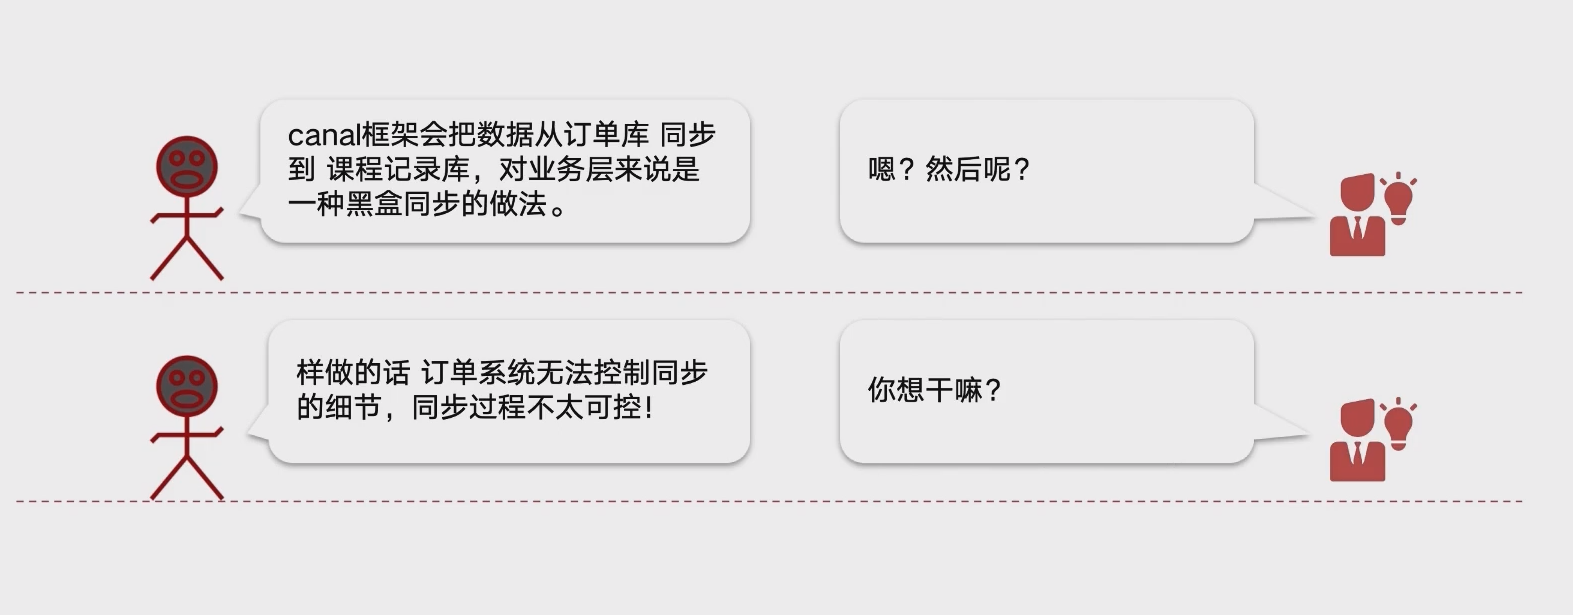 canal框架会把数据从订单库 同步
到 课程记录库，对业务层来说是
一种黑盒同步的做法。
嗯？然后呢？
样做的话 订单系统无法控制同步
的细节，同步过程不太可控！
你想干嘛？